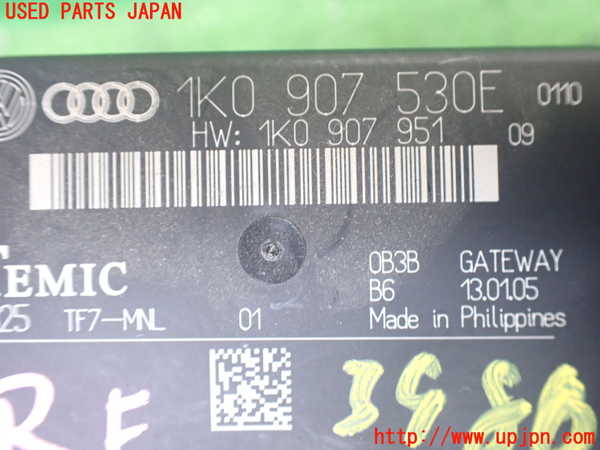 USED PARTS JAPAN
1K0 907 530E 0110
HW: 1K0 907 951 09
TEMIC
0B3B GATEWAY
B6 13.01.05
25 TF7-MNL 01 Made in Philippines
R F
http://www.upjpn.com/